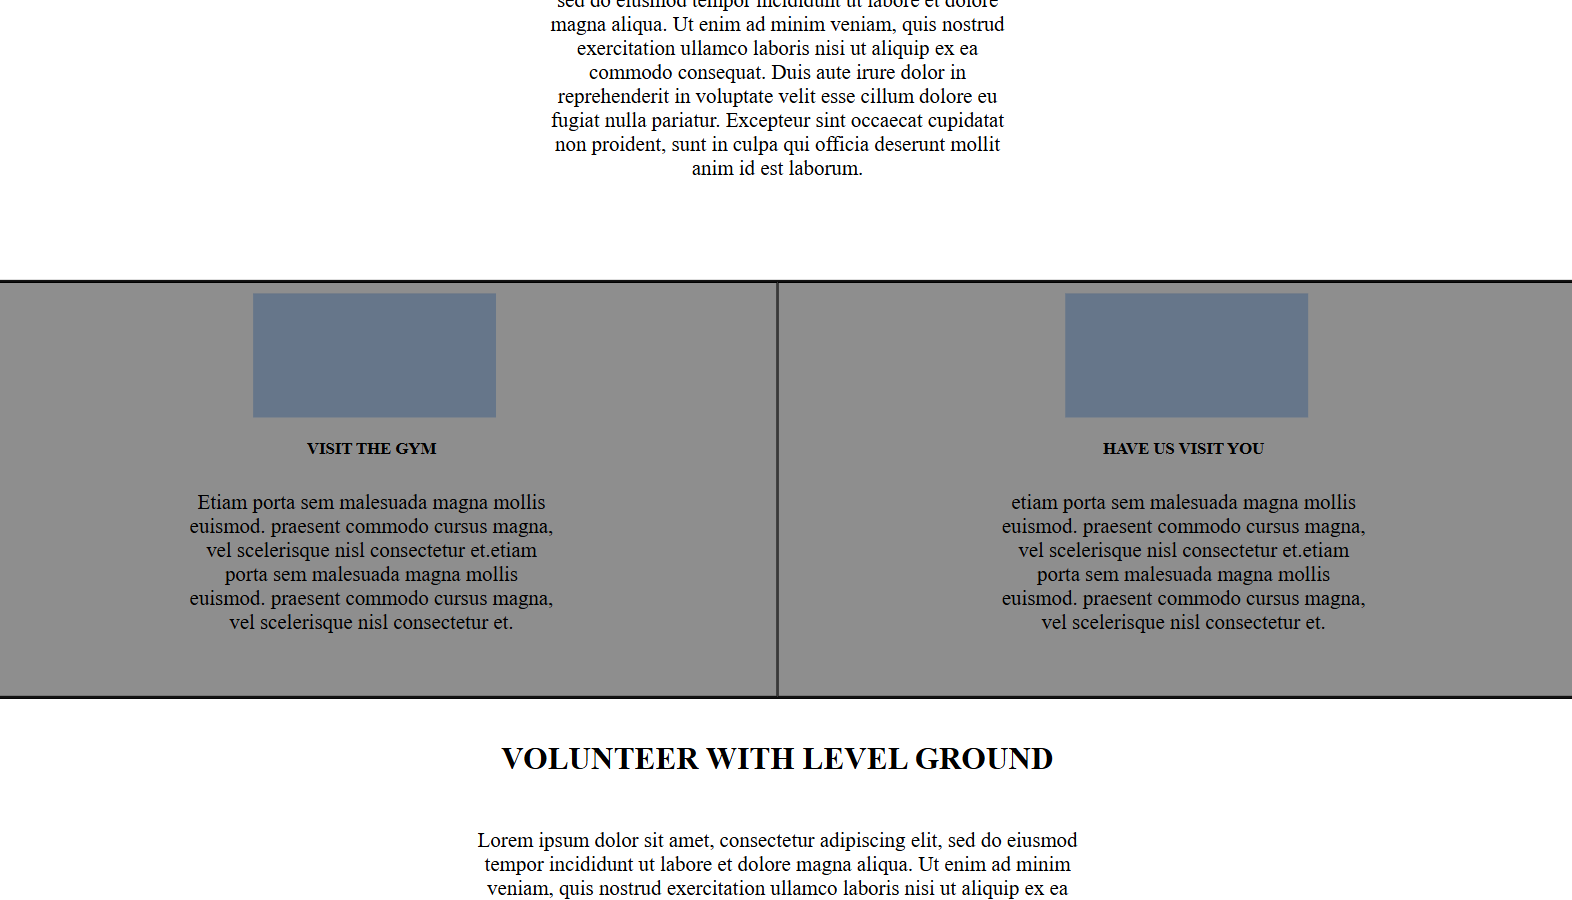 sed do eiusmod tempor incididunt ut labore et dolore
magna aliqua. Ut enim ad minim veniam, quis nostrud
exercitation ullamco laboris nisi ut aliquip ex ea
commodo consequat. Duis aute irure dolor in
reprehenderit in voluptate velit esse cillum dolore eu
fugiat nulla pariatur. Excepteur sint occaecat cupidatat
non proident, sunt in culpa qui officia deserunt mollit
anim id est laborum.
VISIT THE GYM
Etiam porta sem malesuada magna mollis
euismod. praesent commodo cursus magna,
vel scelerisque nisl consectetur et.etiam
porta sem malesuada magna mollis
euismod. praesent commodo cursus magna,
vel scelerisque nisl consectetur et.
HAVE US VISIT YOU
etiam porta sem malesuada magna mollis
euismod. praesent commodo cursus magna,
vel scelerisque nisl consectetur et.etiam
porta sem malesuada magna mollis
euismod. praesent commodo cursus magna,
vel scelerisque nisl consectetur et.
VOLUNTEER WITH LEVEL GROUND
Lorem ipsum dolor sit amet, consectetur adipiscing elit, sed do eiusmod
tempor incididunt ut labore et dolore magna aliqua. Ut enim ad minim
veniam, quis nostrud exercitation ullamco laboris nisi ut aliquip ex ea